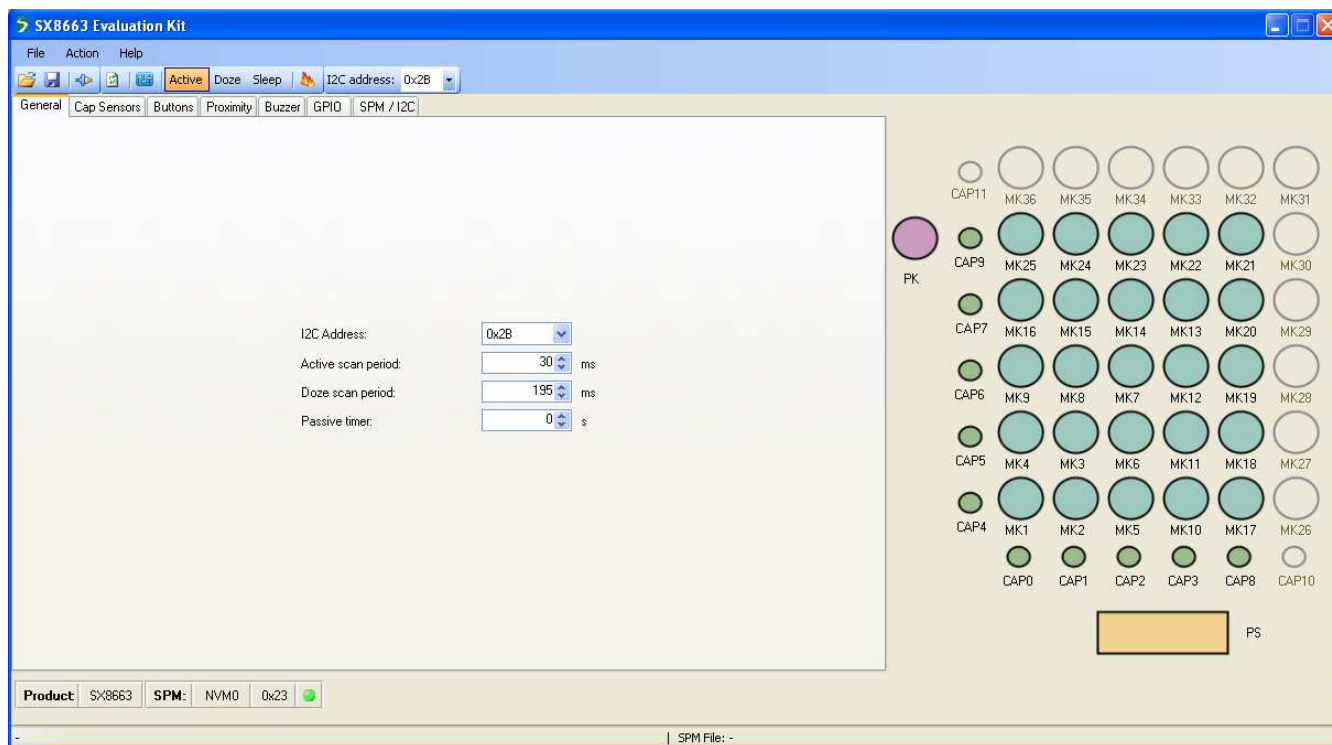 SX8663 Evaluation Kit
File Action Help
Active Doze Sleep I2C address: 0x2B
General Cap Sensors Buttons Proximity Buzzer GPIO SPM / I2C
I2C Address: 0x2B
Active scan period: 30 ms
Doze scan period: 195 ms
Passive timer: 0 s
CAP11 MK36 MK35 MK34 MK33 MK32 MK31
PK
CAP9 MK25 MK24 MK23 MK22 MK21 MK30
CAP7 MK16 MK15 MK14 MK13 MK20 MK29
CAP6 MK9 MK8 MK7 MK12 MK19 MK28
CAP5 MK4 MK3 MK6 MK11 MK18 MK27
CAP4 MK1 MK2 MK5 MK10 MK17 MK26
CAP0 CAP1 CAP2 CAP3 CAP8 CAP10
PS
Product SX8663 SPM: NVM0 0x23
- | SPM File: -